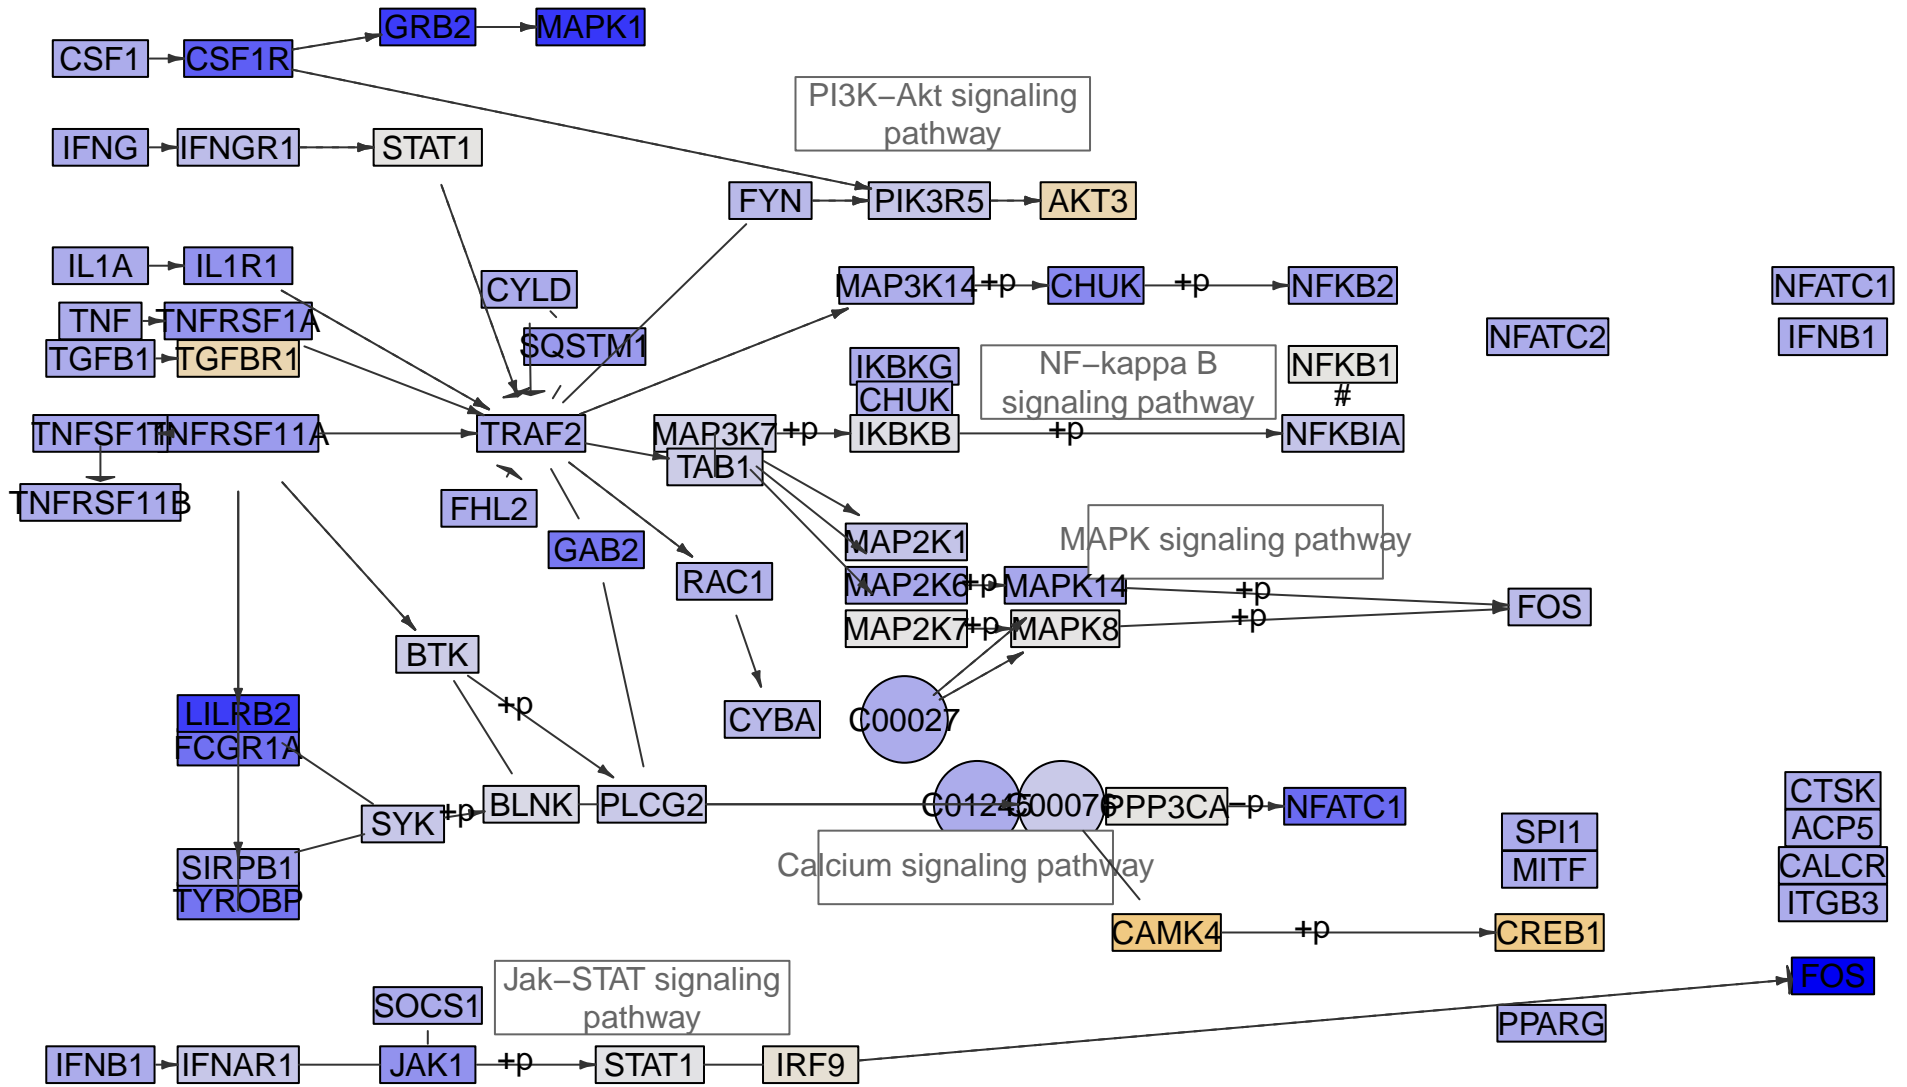 GRB2
MAPK1
CSF1
CSF1R
PI3K−Akt signaling
pathway
IFNG
IFNGR1
STAT1
FYN
PIK3R5
AKT3
IL1A
IL1R1
CYLD
MAP3K14
+p
CHUK
+p
NFKB2
NFATC1
TNF
TNFRSF1A
SQSTM1
NFATC2
IFNB1
TGFB1
TGFBR1
IKBKG
NF−kappa B
signaling pathway
NFKB1
CHUK
#
TNFRSF11A
TRAF2
MAP3K7
+p
IKBKB
+p
NFKBIA
TAB1
TNFRSF11B
FHL2
GAB2
MAP2K1
MAPK signaling pathway
RAC1
MAP2K6
+p
MAPK14
+p
FOS
MAP2K7
+p
MAPK8
+p
BTK
LILRB2
+p
CYBA
C00027
FCGR1A
SYK
+p
BLNK
PLCG2
C01245
C00076
PPP3CA
−p
NFATC1
CTSK
SPI1
ACP5
SIRPB1
Calcium signaling pathway
MITF
CALCR
TYROBP
ITGB3
CAMK4
+p
CREB1
Jak−STAT signaling
pathway
FOS
SOCS1
PPARG
IFNB1
IFNAR1
JAK1
+p
STAT1
IRF9